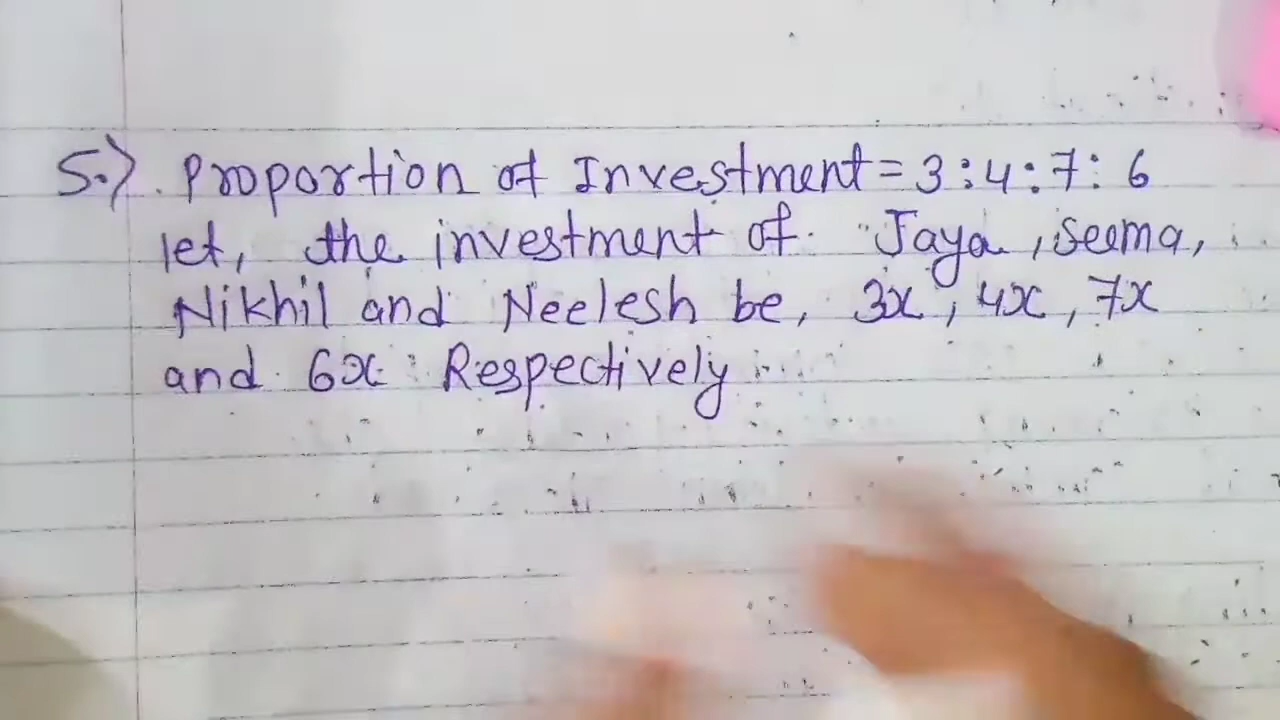 5.) Proportion of Investment = 3:4:7:6
let, the investment of Jaya, Seema,
Nikhil and Neelesh be, 3x, 4x, 7x
and 6x Respectively